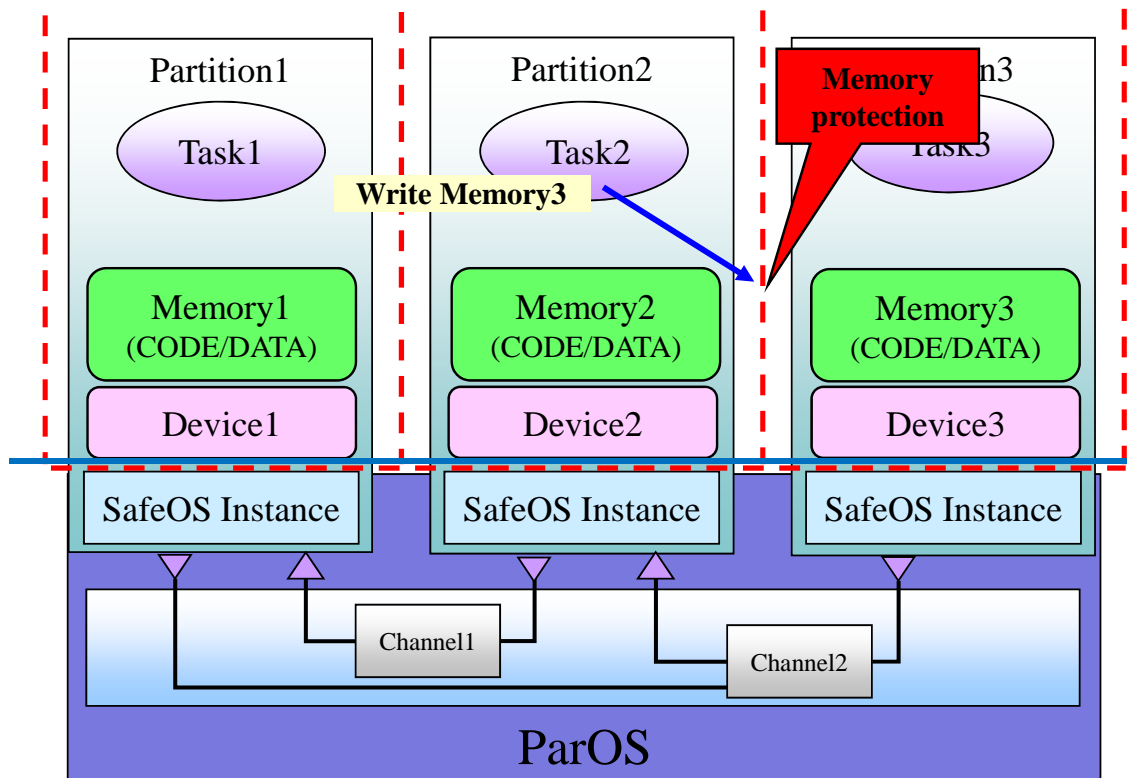 Partition1
Partition2
n3
Memory
protection
Task1
Task2
Task3
Write Memory3
Memory1
(CODE/DATA)
Memory2
(CODE/DATA)
Memory3
(CODE/DATA)
Device1
Device2
Device3
SafeOS Instance
SafeOS Instance
SafeOS Instance
Channel1
Channel2
ParOS